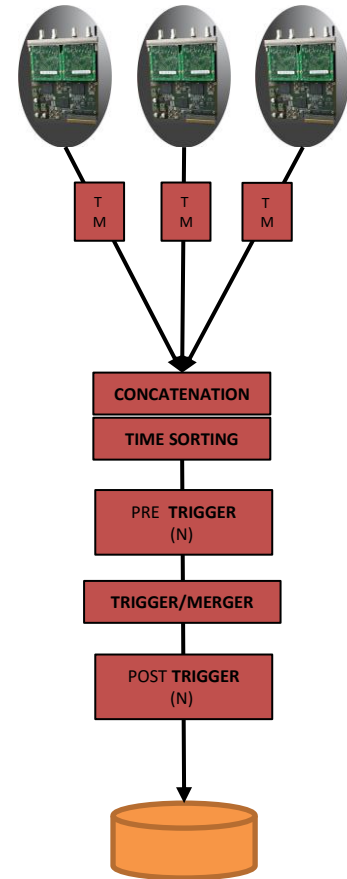 T
M
T
M
T
M
CONCATENATION
TIME SORTING
PRE TRIGGER
(N)
TRIGGER/MERGER
POST TRIGGER
(N)